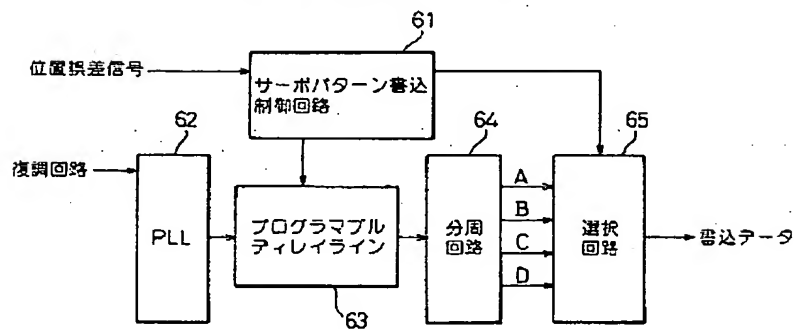 61
位置誤差信号
サーボパターン書込
制御回路
62
64
65
復調回路
PLL
プログラマブル
ディレイライン
分周
回路
A
B
C
D
選択
回路
書込データ
63